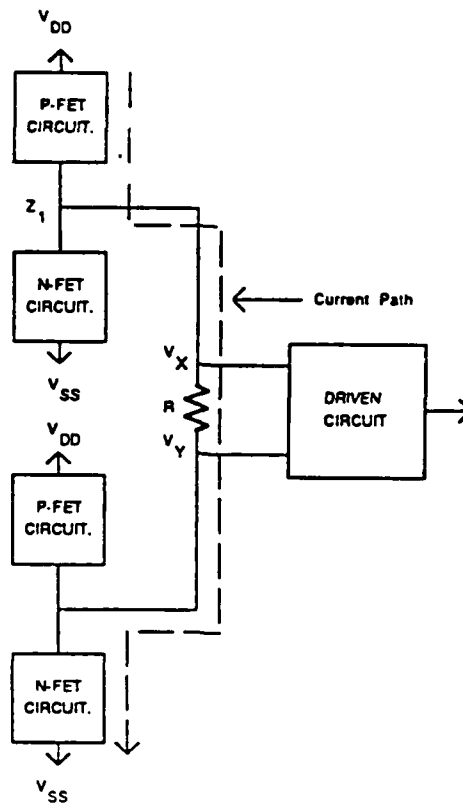 V DD
P-FET
CIRCUIT.
Z 1
N-FET
CIRCUIT.
Current Path
V SS
V X
R
V Y
DRIVEN
CIRCUIT
V DD
P-FET
CIRCUIT.
N-FET
CIRCUIT.
V SS